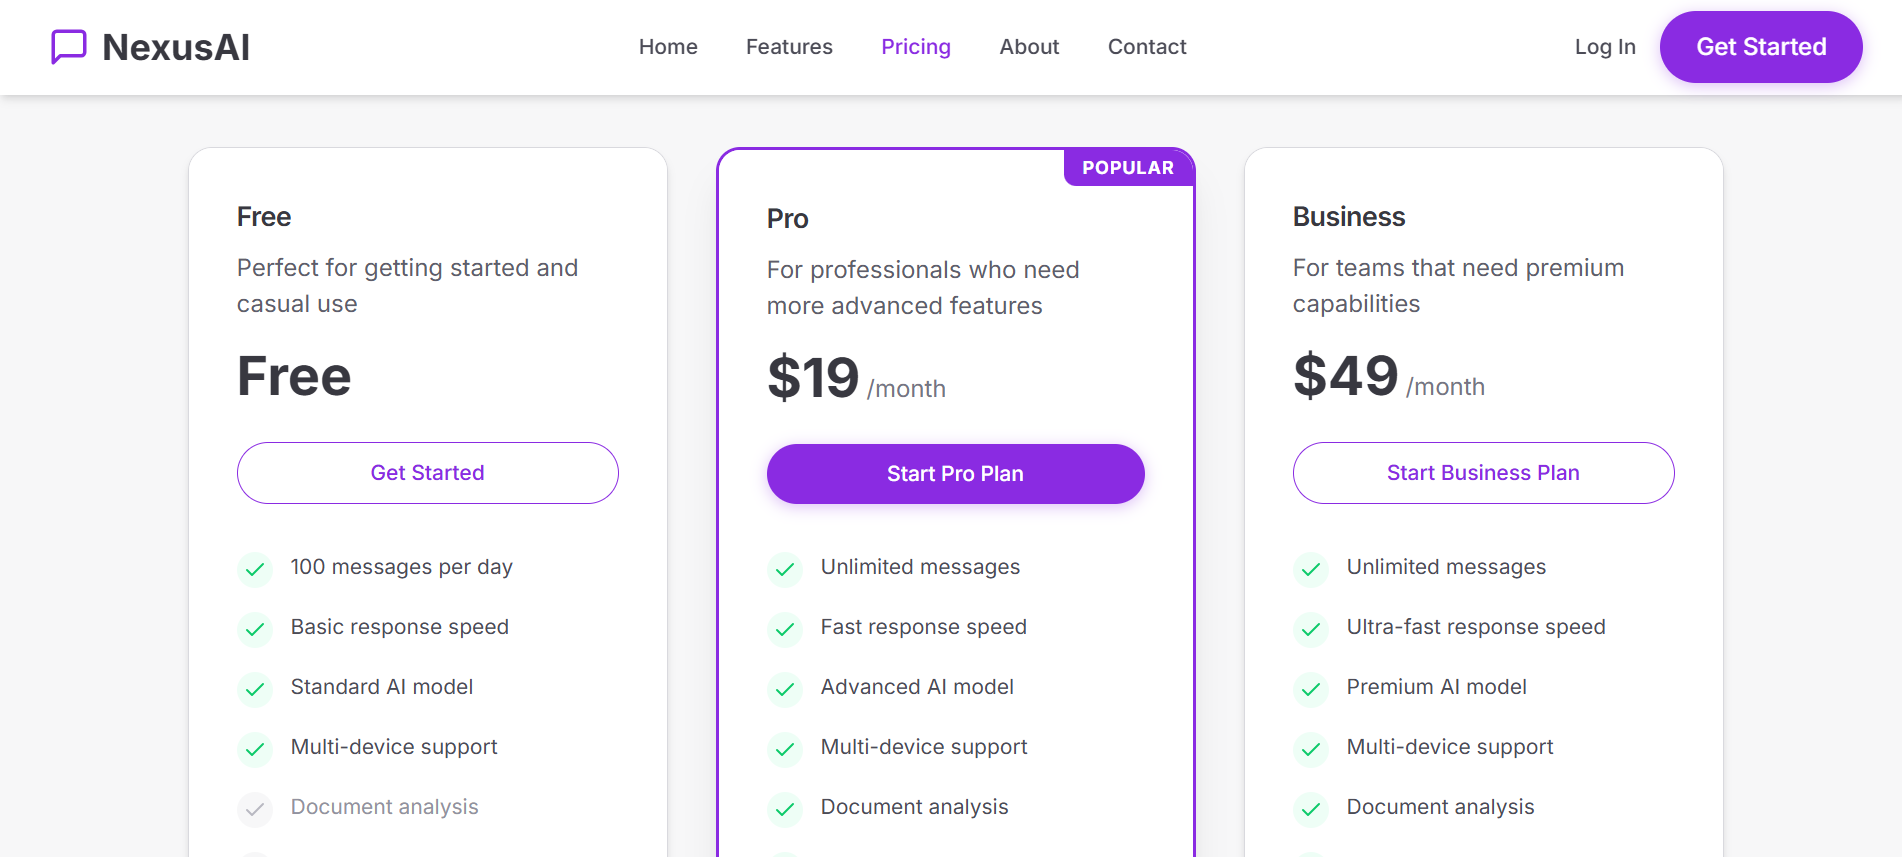 NexusAI
Home
Features
Pricing
About
Contact
Log In
Get Started
Free
Perfect for getting started and
casual use
Free
Get Started
100 messages per day
Basic response speed
Standard AI model
Multi-device support
Document analysis
POPULAR
Pro
For professionals who need
more advanced features
$19 /month
Start Pro Plan
Unlimited messages
Fast response speed
Advanced AI model
Multi-device support
Document analysis
Business
For teams that need premium
capabilities
$49 /month
Start Business Plan
Unlimited messages
Ultra-fast response speed
Premium AI model
Multi-device support
Document analysis